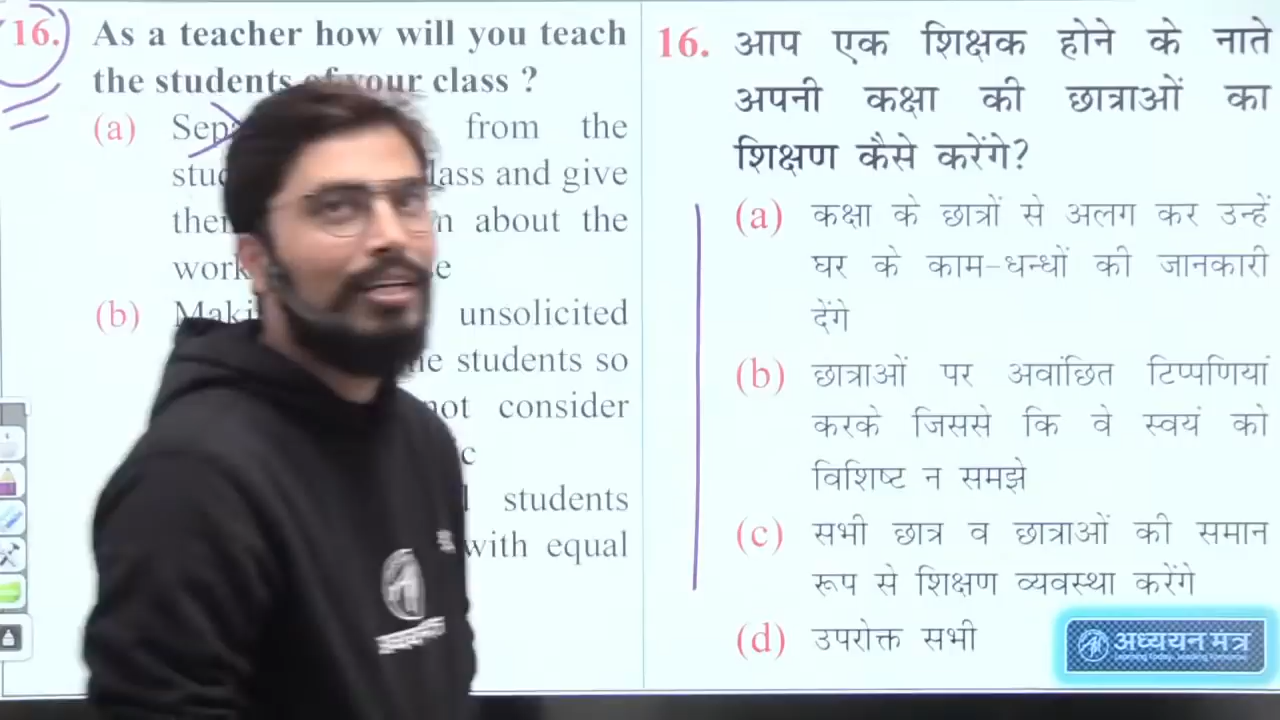 16. As a teacher how will you teach
the students of your class ?
(a) from the
lass and give
about the
work
(b) unsolicited
students so
not consider
students
with equal
16. आप एक शिक्षक होने के नाते
अपनी कक्षा की छात्राओं का
शिक्षण कैसे करेंगे?
(a) कक्षा के छात्रों से अलग कर उन्हें
घर के काम-धन्धों की जानकारी
देंगे
(b) छात्राओं पर अवांछित टिप्पणियां
करके जिससे कि वे स्वयं को
विशिष्ट न समझे
(c) सभी छात्र व छात्राओं की समान
रूप से शिक्षण व्यवस्था करेंगे
(d) उपरोक्त सभी
अध्ययन मंत्र